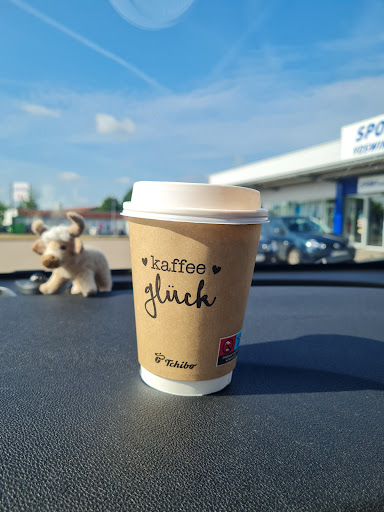 SPO
kaffee
glück
Tchibo